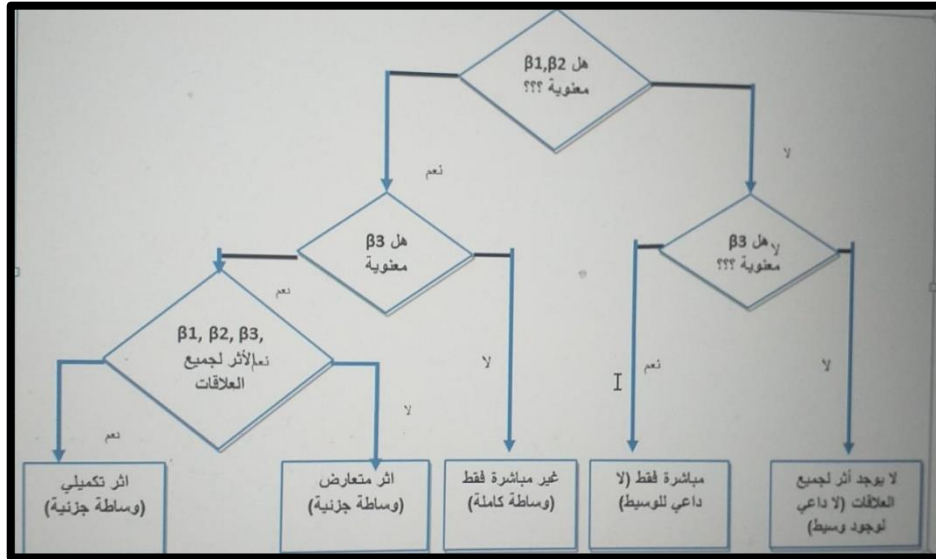 هل β1,β2
معنوية ؟؟؟
نعم
لا
هل β3
معنوية
لا هل β3
معنوية ؟؟؟
نعم
لا
نعم
لا
β1, β2, β3,
نعم الأثر لجميع
العلاقات
نعم
لا
اثر تكميلي
(وساطة جزئية)
اثر متعارض
(وساطة جزئية)
غير مباشرة فقط
(وساطة كاملة)
مباشرة فقط (لا
داعي للوسيط)
لا يوجد أثر لجميع
العلاقات (لا داعي
لوجود وسيط)